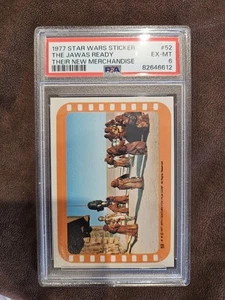 1977 STAR WARS STICKER #52
THE JAWAS READY EX-MT
THEIR NEW MERCHANDISE 6
PSA 82646612